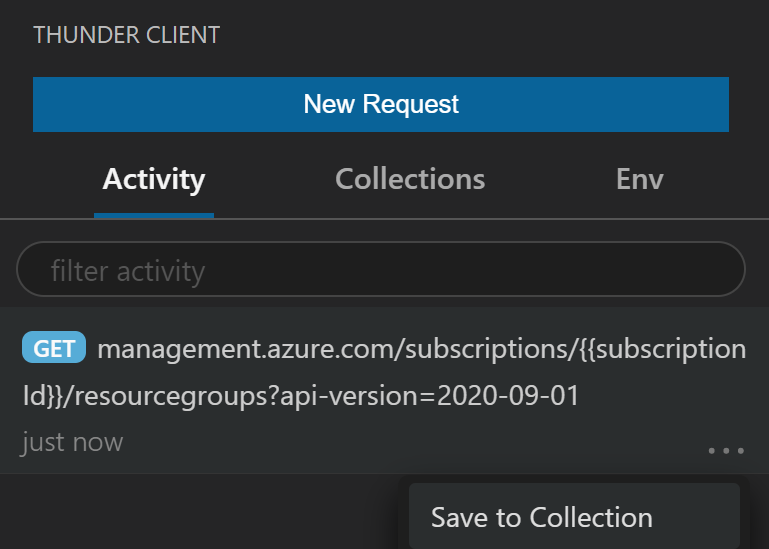 THUNDER CLIENT
New Request
Activity Collections Env
filter activity
GET management.azure.com/subscriptions/{{subscription
Id}}/resourcegroups?api-version=2020-09-01
just now
...
Save to Collection